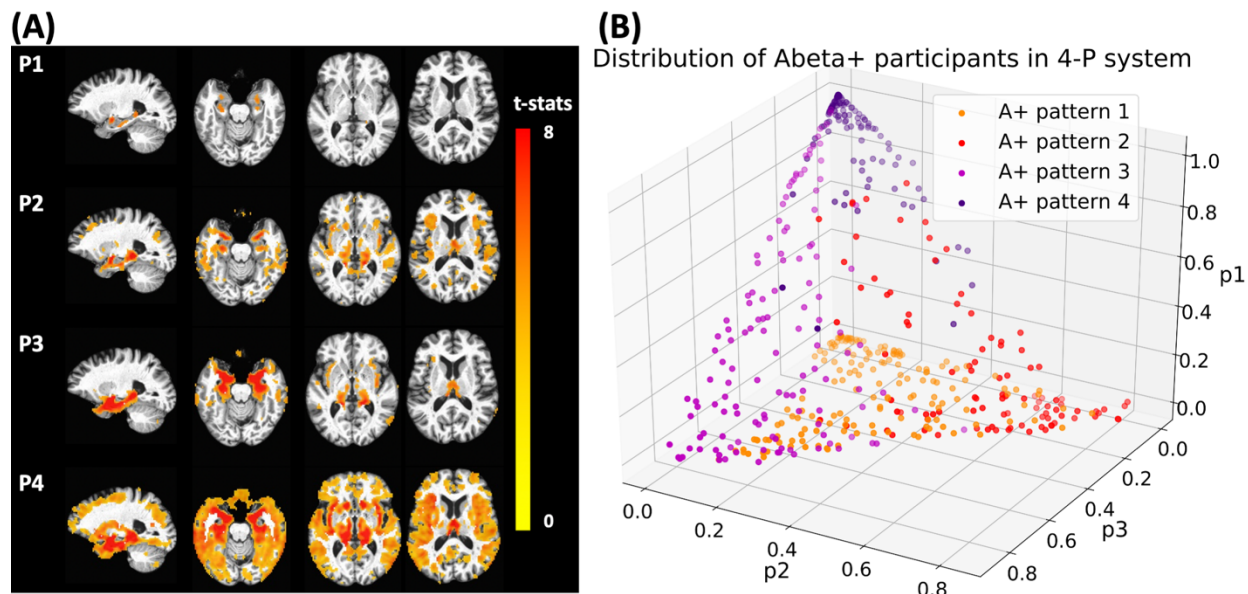 (A)
P1
P2
P3
P4
t-stats
8
0
(B)
Distribution of Abeta+ participants in 4-P system
A+ pattern 1
A+ pattern 2
A+ pattern 3
A+ pattern 4
1.0
0.8
0.6
p1
0.4
0.2
0.0
0.0
0.2
0.4
p3
0.6
0.8
0.0
0.2
p2
0.4
0.6
0.8